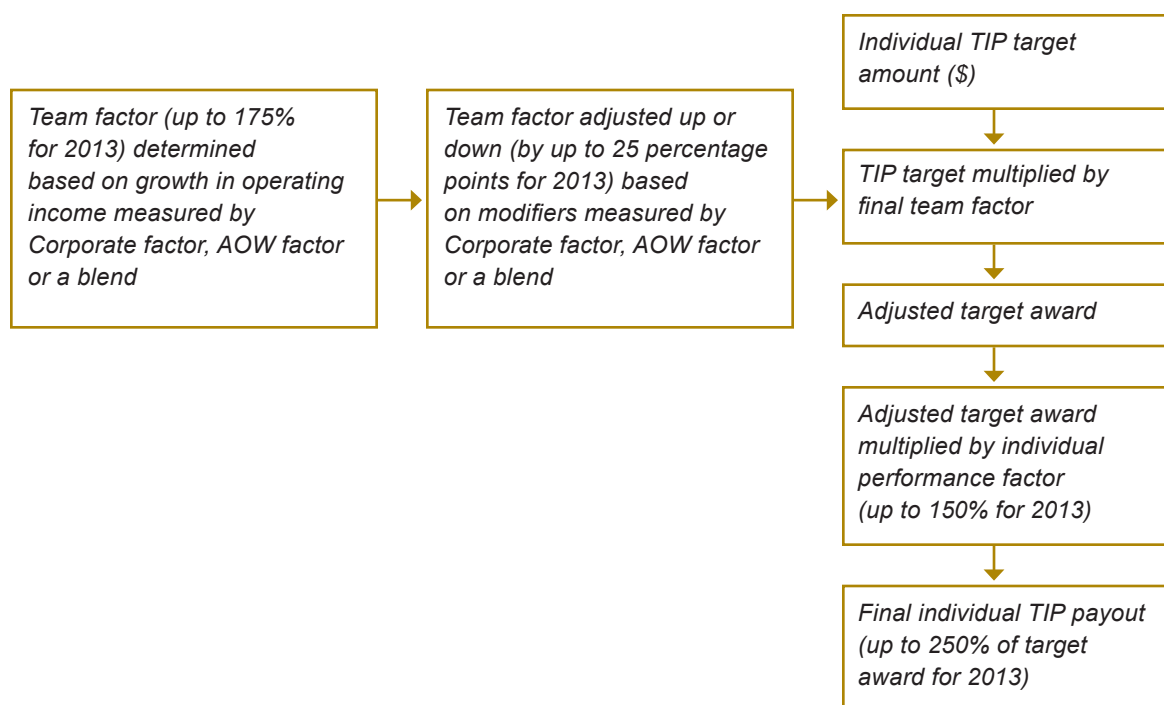 Team factor (up to 175%
for 2013) determined
based on growth in operating
income measured by
Corporate factor, AOW factor
or a blend
Team factor adjusted up or
down (by up to 25 percentage
points for 2013) based
on modifiers measured by
Corporate factor, AOW factor
or a blend
Individual TIP target
amount ($)
TIP target multiplied by
final team factor
Adjusted target award
Adjusted target award
multiplied by individual
performance factor
(up to 150% for 2013)
Final individual TIP payout
(up to 250% of target
award for 2013)